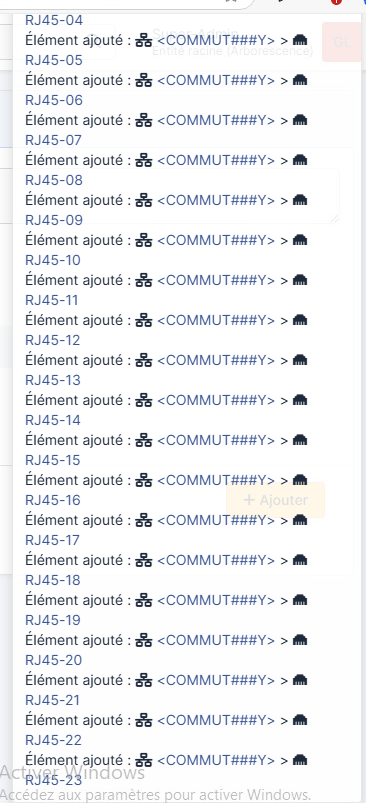 RJ45-04
Élément ajouté : <COMMUT###Y> >
RJ45-05
Entité racine (Arborescence)
Élément ajouté : <COMMUT###Y> >
RJ45-06
Élément ajouté : <COMMUT###Y> >
RJ45-07
Élément ajouté : <COMMUT###Y> >
RJ45-08
Élément ajouté : <COMMUT###Y> >
RJ45-09
Élément ajouté : <COMMUT###Y> >
RJ45-10
Élément ajouté : <COMMUT###Y> >
RJ45-11
Élément ajouté : <COMMUT###Y> >
RJ45-12
Élément ajouté : <COMMUT###Y> >
RJ45-13
Élément ajouté : <COMMUT###Y> >
RJ45-14
Élément ajouté : <COMMUT###Y> >
RJ45-15
Élément ajouté : <COMMUT###Y> >
RJ45-16
+ Ajouter
Élément ajouté : <COMMUT###Y> >
RJ45-17
Élément ajouté : <COMMUT###Y> >
RJ45-18
Élément ajouté : <COMMUT###Y> >
RJ45-19
Élément ajouté : <COMMUT###Y> >
RJ45-20
Élément ajouté : <COMMUT###Y> >
RJ45-21
Élément ajouté : <COMMUT###Y> >
RJ45-22
Élément ajouté : <COMMUT###Y> >
Activer Windows
RJ45-23
Accédez aux paramètres pour activer Windows.